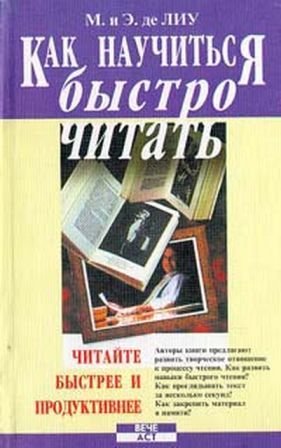 М. и Э. де ЛИУ
КАК НАУЧИТЬСЯ
быстро
читать
ЧИТАЙТЕ
БЫСТРЕЕ И
ПРОДУКТИВНЕЕ
Авторы книги предлагают
развить творческое отношение
к процессу чтения. Как развить
навыки быстрого чтения?
Как проглядывать текст
за несколько секунд?
Как закрепить материал
в памяти?
ВЕЧЕ
АСТ